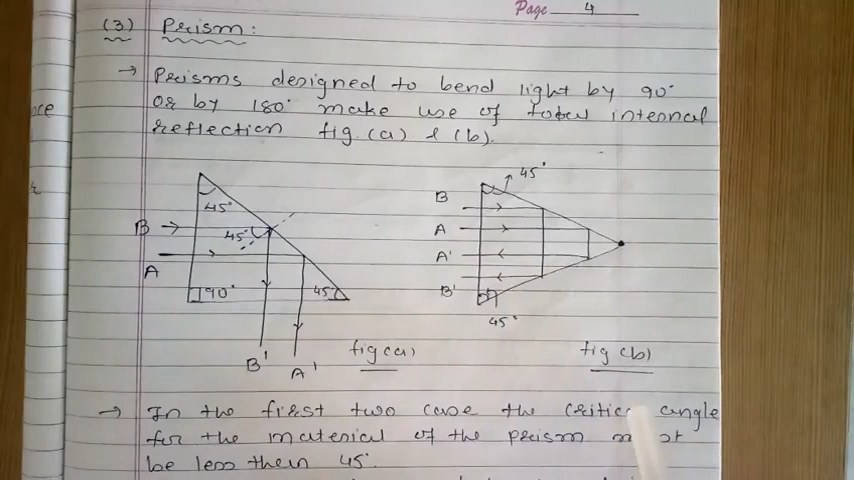 Page 4
(3) Prism:
→ Prisms designed to bend light by 90°
or by 180° make use of total internal
reflection fig (a) & (b).
45°
B
45°
A
90°
45°
B'
A'
fig (a)
45°
B
A
A'
B'
45°
fig (b)
→ In the first two case the angle
for the material of the prism
be less then 45°.